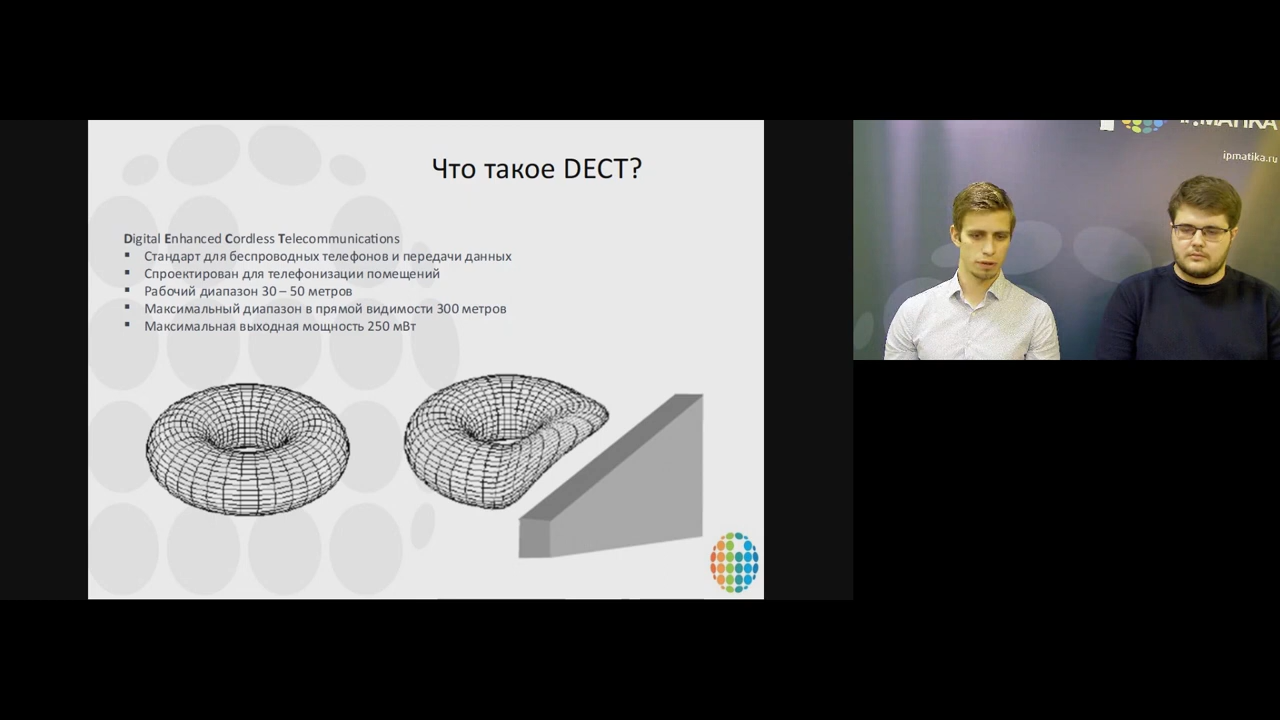 Что такое DECT?
Digital Enhanced Cordless Telecommunications
▪ Стандарт для беспроводных телефонов и передачи данных
▪ Спроектирован для телефонизации помещений
▪ Рабочий диапазон 30 – 50 метров
▪ Максимальный диапазон в прямой видимости 300 метров
▪ Максимальная выходная мощность 250 мВт
ipmatika.ru